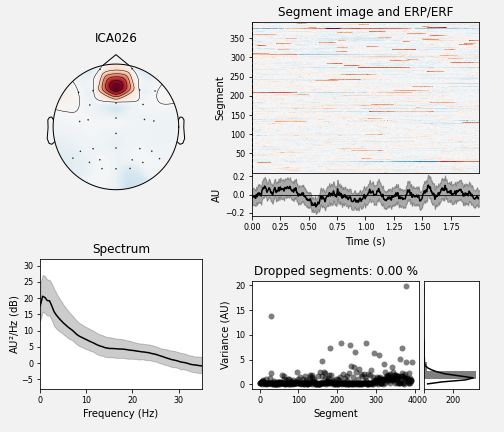 ICA026
Segment image and ERP/ERF
Segment
350
300
250
200
150
100
50
AU
0.2
0.0
−0.2
0.00 0.25 0.50 0.75 1.00 1.25 1.50 1.75
Time (s)
Spectrum
AU²/Hz (dB)
30
25
20
15
10
5
0
−5
0 10 20 30
Frequency (Hz)
Dropped segments: 0.00 %
Variance (AU)
20
15
10
5
0
0 100 200 300 400
Segment
200